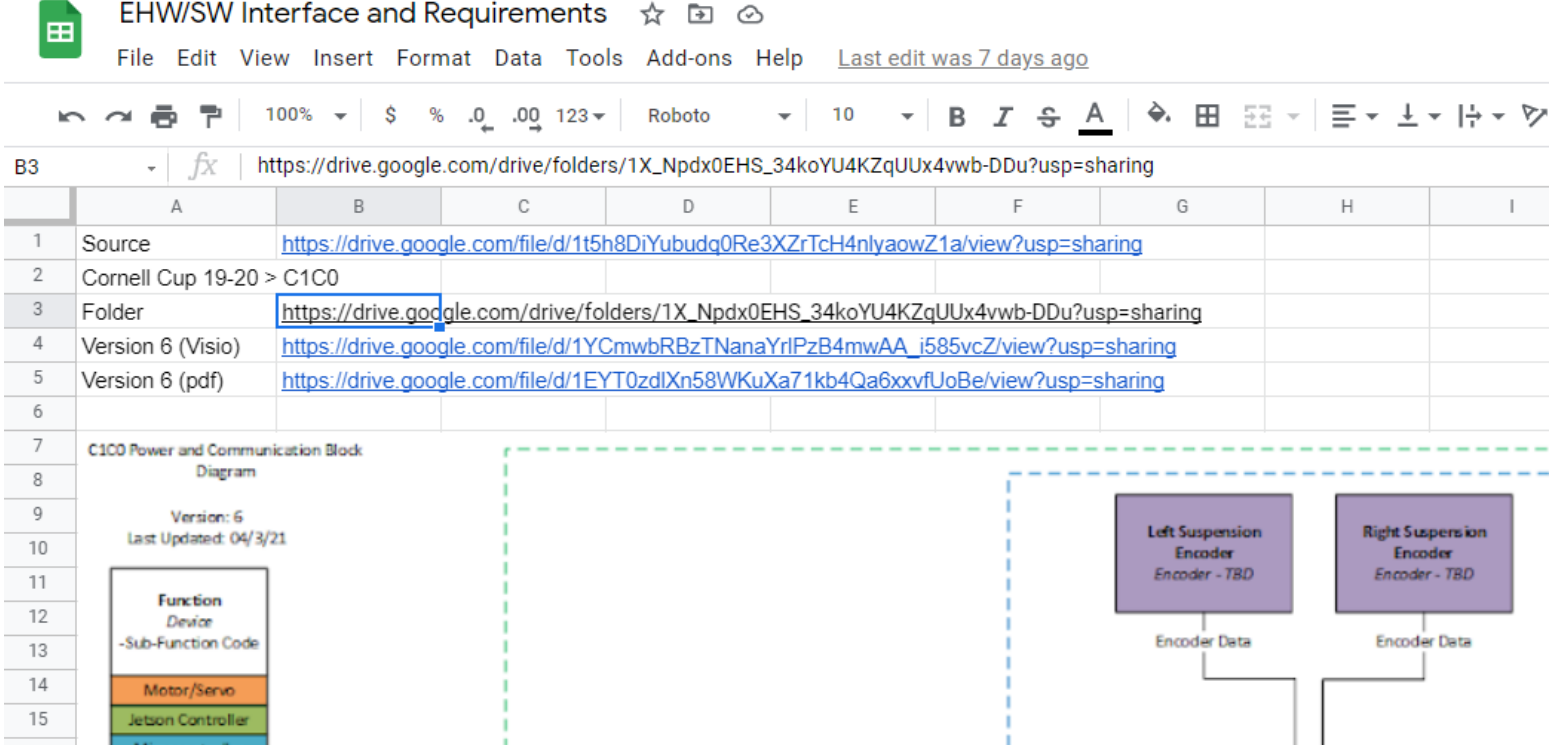 EHW/SW Interface and Requirements
File Edit View Insert Format Data Tools Add-ons Help Last edit was 7 days ago
100% $ % .0 .00 123 Roboto 10 B I S A
B3 fx https://drive.google.com/drive/folders/1X_Npdx0EHS_34koYU4KZqUUx4vwb-DDu?usp=sharing
A B C D E F G H I
1 Source https://drive.google.com/file/d/1t5h8DiYubudq0Re3XZrTcH4nlyaowZ1a/view?usp=sharing
2 Cornell Cup 19-20 > C1C0
3 Folder https://drive.google.com/drive/folders/1X_Npdx0EHS_34koYU4KZqUUx4vwb-DDu?usp=sharing
4 Version 6 (Visio) https://drive.google.com/file/d/1YCmwbRBzTNanaYrlPzB4mwAA_i585vcZ/view?usp=sharing
5 Version 6 (pdf) https://drive.google.com/file/d/1EYT0zdlXn58WKuXa71kb4Qa6xxvfUoBe/view?usp=sharing
6
7
8
9
10
11
12
13
14
15
C1C0 Power and Communication Block
Diagram
Version: 6
Last Updated: 04/3/21
Function
Device
-Sub-Function Code
Motor/Servo
Jetson Controller
Left Suspension
Encoder
Encoder - TBD
Encoder Data
Right Suspension
Encoder
Encoder - TBD
Encoder Data